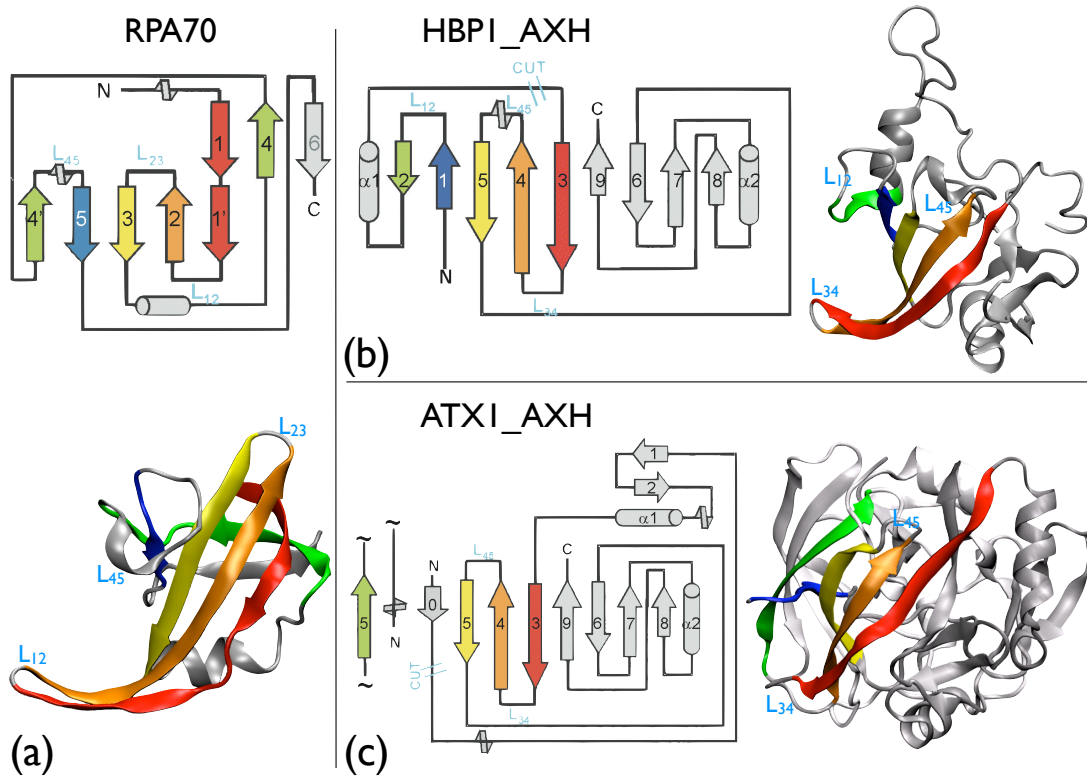 RPA70
N
1
4
6
L45
L23
4'
5
3
2
1'
C
L12
L23
L45
L12
(a)
HBP1_AXH
CUT
L12
L45
C
α1
2
1
5
4
3
9
6
7
8
α2
N
L34
L12
L45
L34
(b)
ATX1_AXH
1
2
α1
~
~
L45
N
C
5
0
5
4
3
9
6
7
8
α2
N
CUT
~
L34
L45
L34
(c)